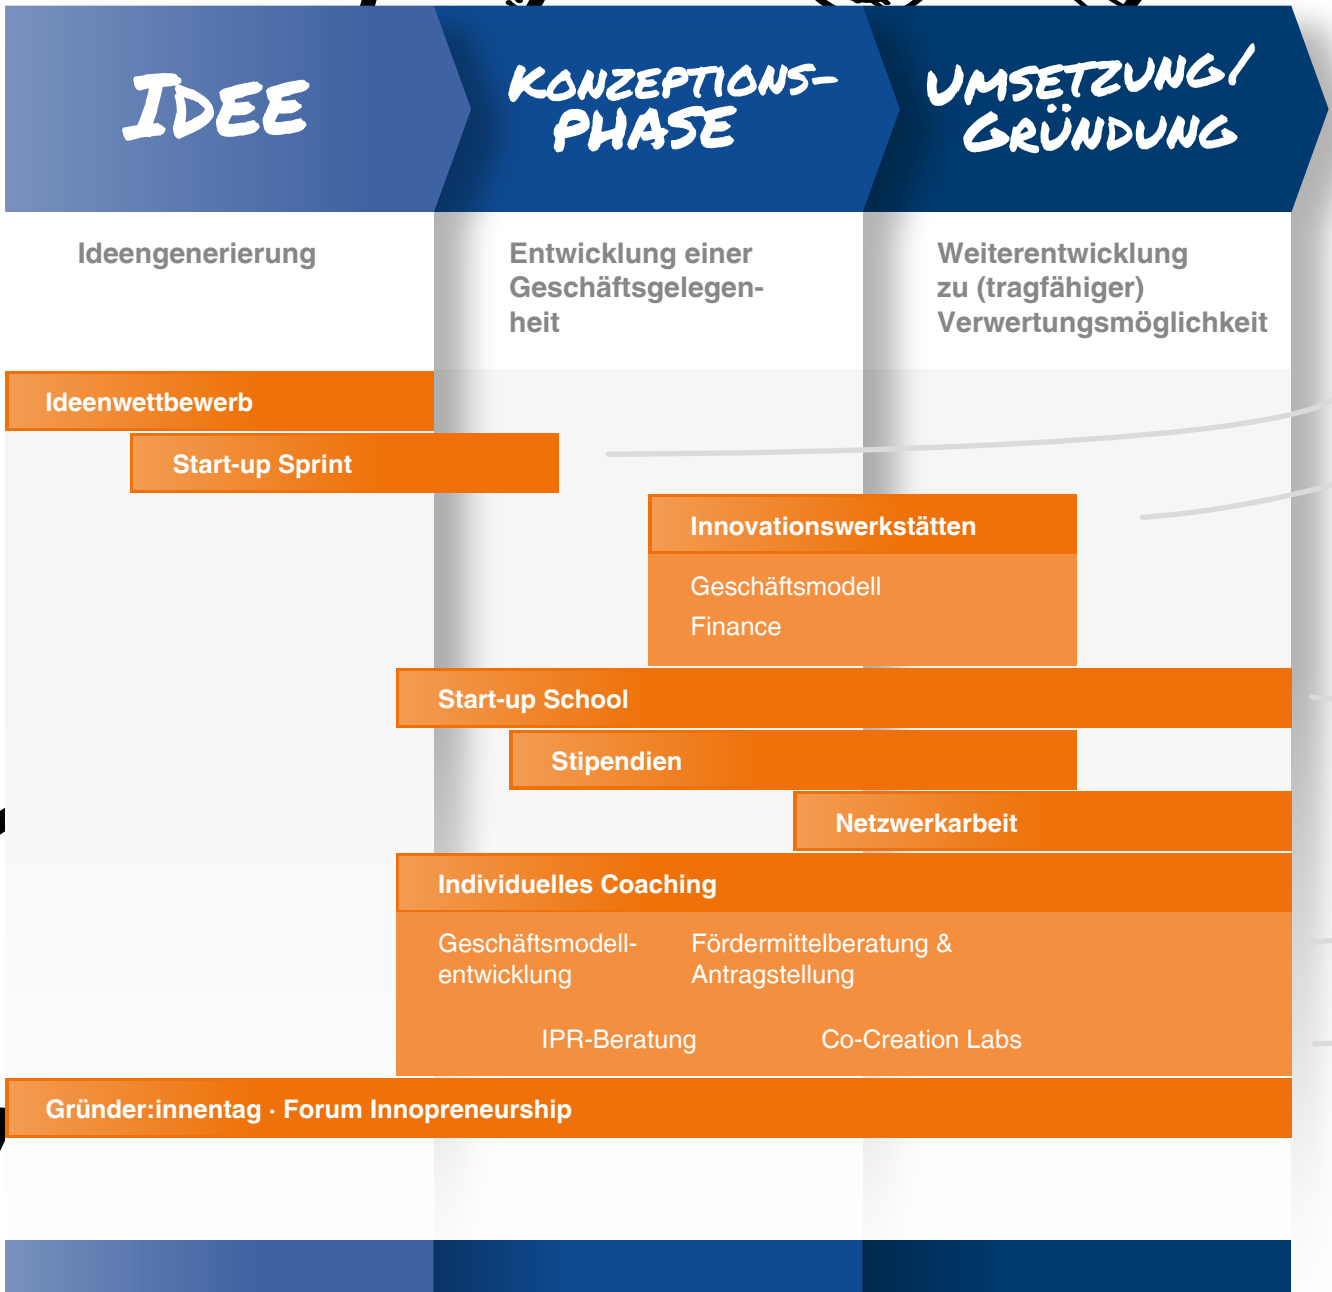 IDEE
KONZEPTIONS-
PHASE
UMSETZUNG/
GRÜNDUNG
Ideengenerierung
Entwicklung einer
Geschäftsgelegen-
heit
Weiterentwicklung
zu (tragfähiger)
Verwertungsmöglichkeit
Ideenwettbewerb
Start-up Sprint
Innovationswerkstätten
Geschäftsmodell
Finance
Start-up School
Stipendien
Netzwerkarbeit
Individuelles Coaching
Geschäftsmodell-
entwicklung
Fördermittelberatung &
Antragstellung
IPR-Beratung
Co-Creation Labs
Gründer:innentag · Forum Innopreneurship